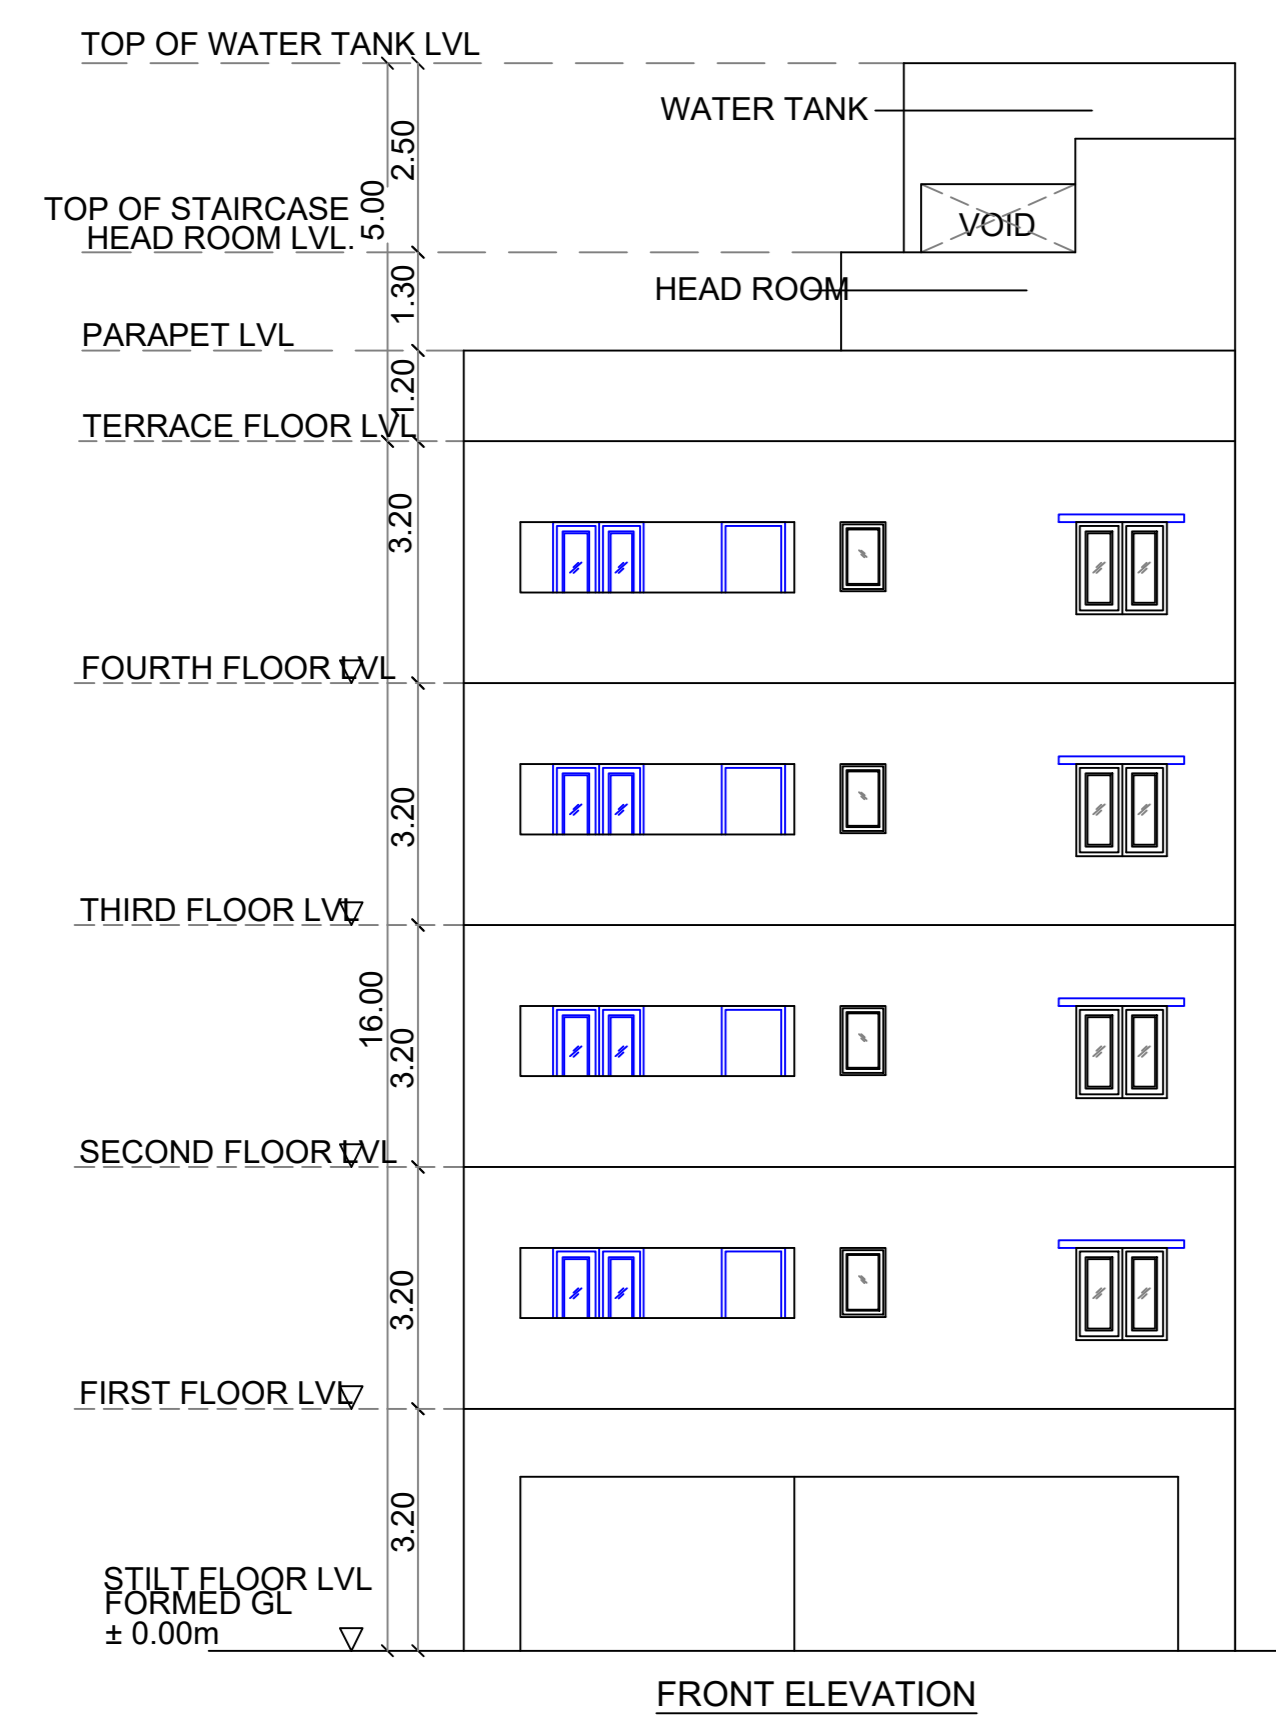 TOP OF WATER TANK LVL
WATER TANK
2.50
5.00
TOP OF STAIRCASE
HEAD ROOM LVL.
VOID
HEAD ROOM
1.30
PARAPET LVL
1.20
TERRACE FLOOR LVL
3.20
FOURTH FLOOR LVL
3.20
THIRD FLOOR LVL
16.00
3.20
SECOND FLOOR LVL
3.20
FIRST FLOOR LVL
3.20
STILT FLOOR LVL
FORMED GL
± 0.00m
FRONT ELEVATION